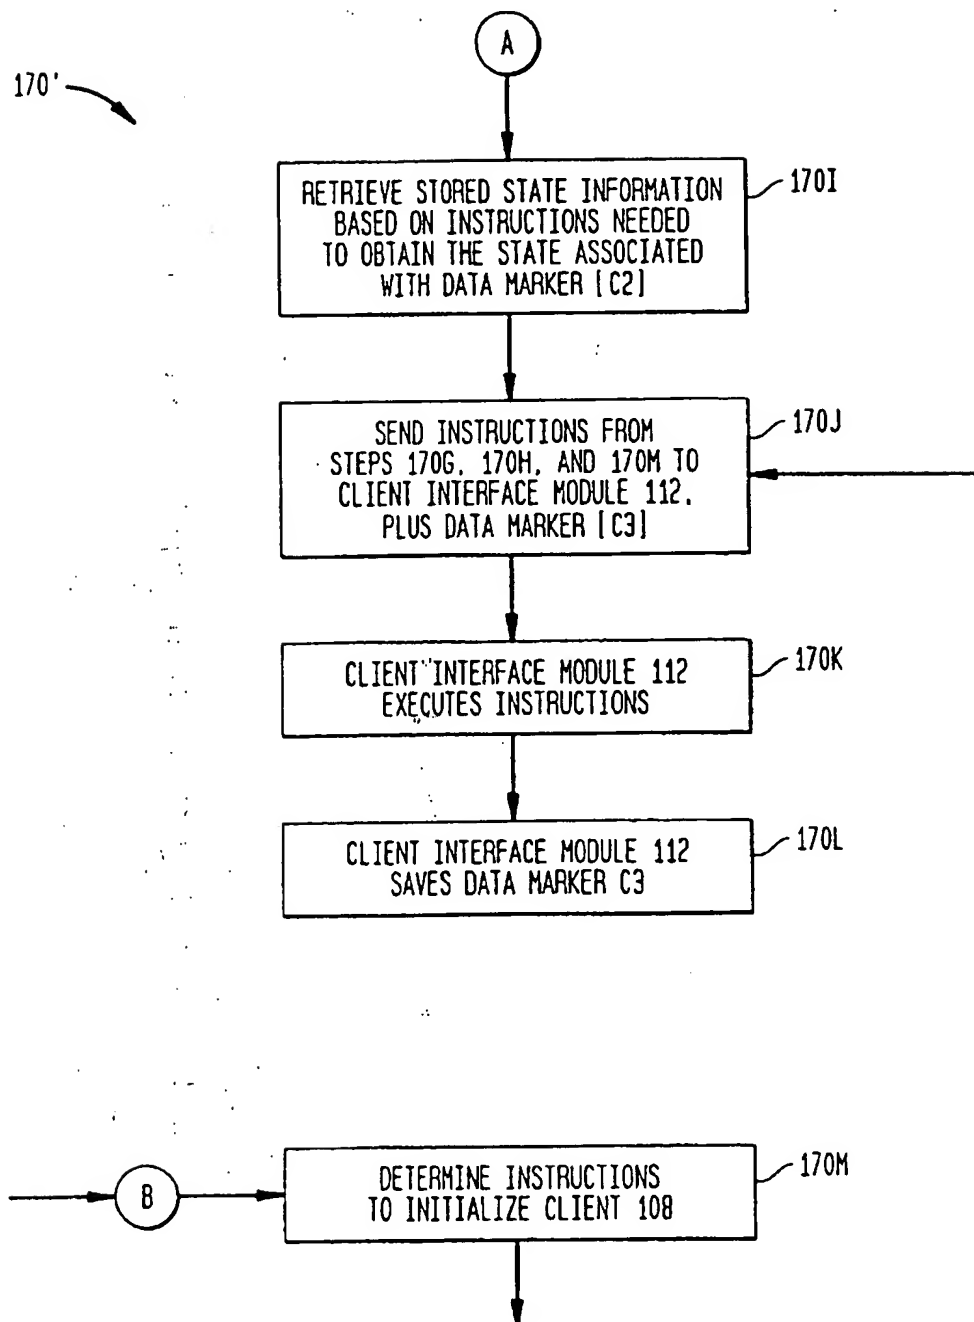 A
170'
RETRIEVE STORED STATE INFORMATION
BASED ON INSTRUCTIONS NEEDED
TO OBTAIN THE STATE ASSOCIATED
WITH DATA MARKER [C2]
170I
SEND INSTRUCTIONS FROM
STEPS 170G, 170H, AND 170M TO
CLIENT INTERFACE MODULE 112,
PLUS DATA MARKER [C3]
170J
CLIENT INTERFACE MODULE 112
EXECUTES INSTRUCTIONS
170K
CLIENT INTERFACE MODULE 112
SAVES DATA MARKER C3
170L
B
DETERMINE INSTRUCTIONS
TO INITIALIZE CLIENT 108
170M